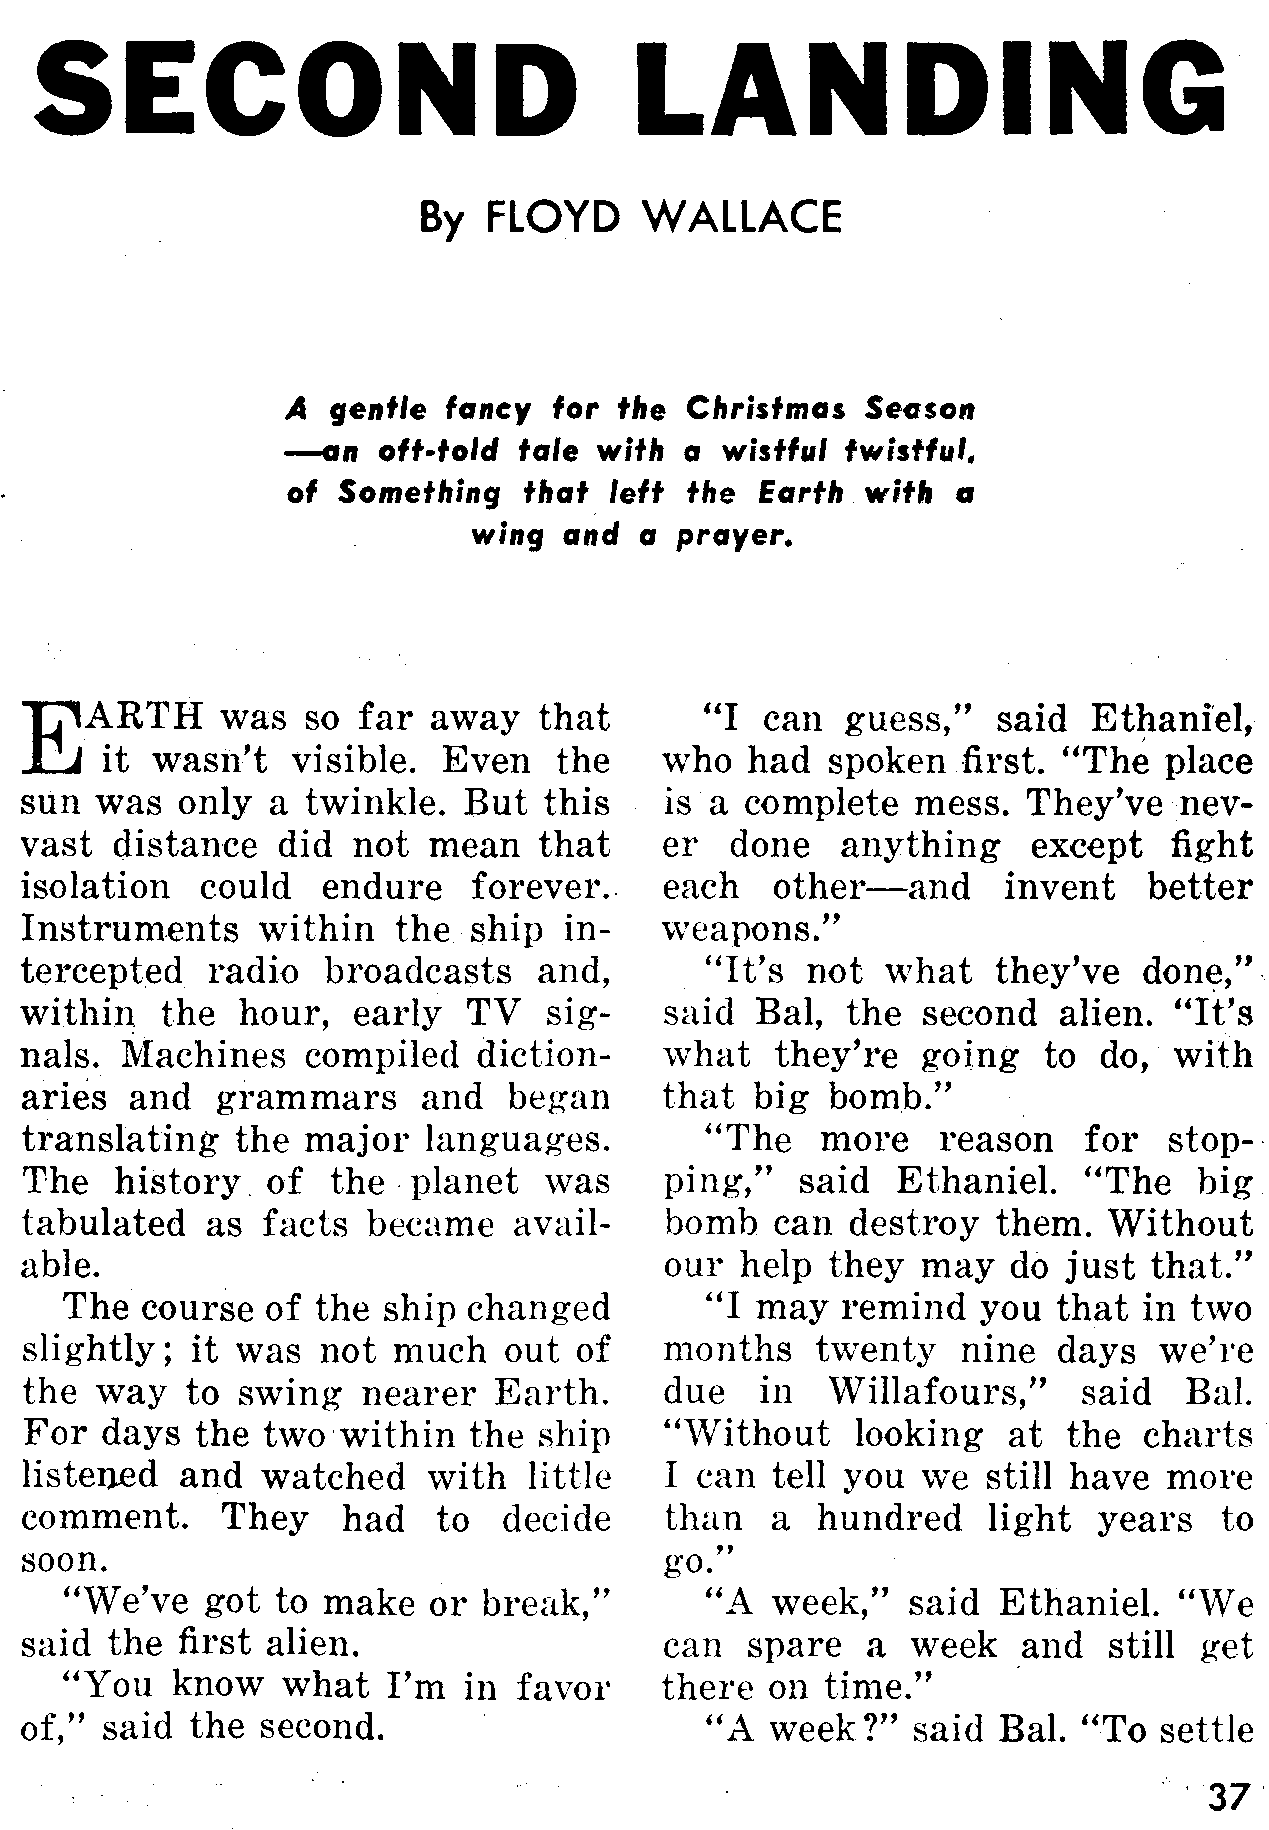 SECOND LANDING
By FLOYD WALLACE
A gentle fancy for the Christmas Season
—an oft-told tale with a wistful twistful,
of Something that left the Earth with a
wing and a prayer.
EARTH was so far away that
it wasn't visible. Even the
sun was only a twinkle. But this
vast distance did not mean that
isolation could endure forever.
Instruments within the ship in-
tercepted radio broadcasts and,
within the hour, early TV sig-
nals. Machines compiled diction-
aries and grammars and began
translating the major languages.
The history of the planet was
tabulated as facts became avail-
able.
The course of the ship changed
slightly; it was not much out of
the way to swing nearer Earth.
For days the two within the ship
listened and watched with little
comment. They had to decide
soon.
"We've got to make or break,"
said the first alien.
"You know what I'm in favor
of," said the second.
"I can guess," said Ethaniel,
who had spoken first. "The place
is a complete mess. They've nev-
er done anything except fight
each other—and invent better
weapons."
"It's not what they've done,"
said Bal, the second alien. "It's
what they're going to do, with
that big bomb."
"The more reason for stop-
ping," said Ethaniel. "The big
bomb can destroy them. Without
our help they may do just that."
"I may remind you that in two
months twenty nine days we're
due in Willafours," said Bal.
"Without looking at the charts
I can tell you we still have more
than a hundred light years to
go."
"A week," said Ethaniel. "We
can spare a week and still get
there on time."
"A week?" said Bal. "To settle
37